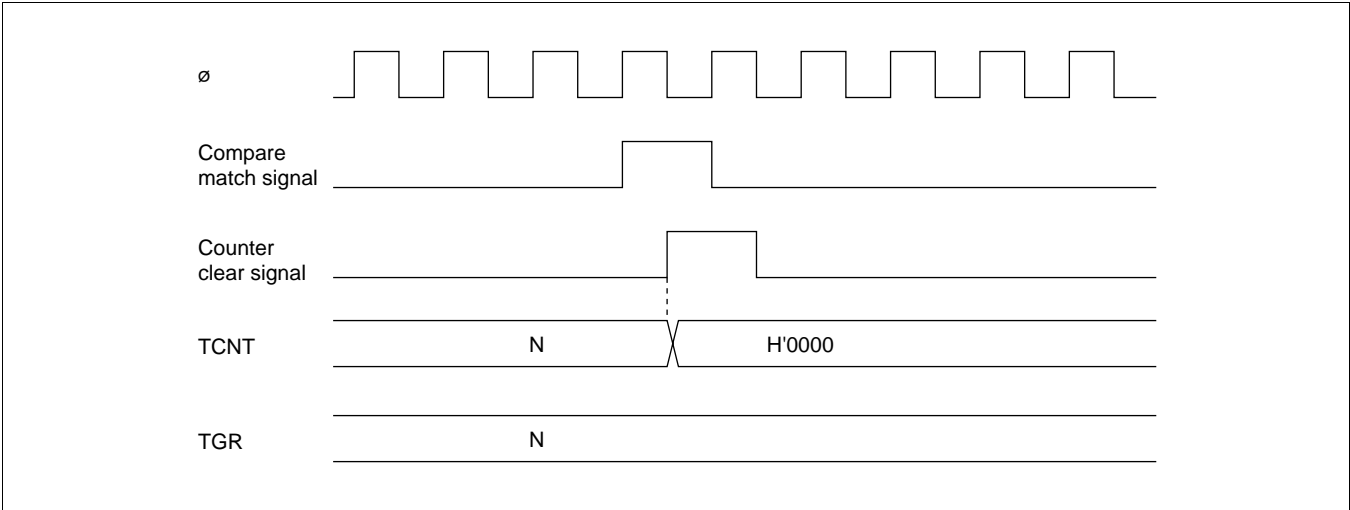 ø
Compare
match signal
Counter
clear signal
TCNT
N
H'0000
TGR
N